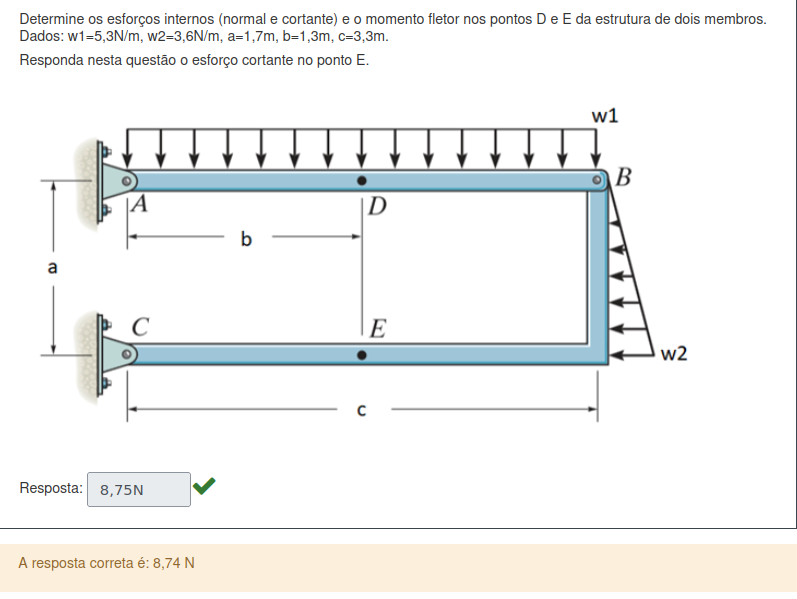 Determine os esforços internos (normal e cortante) e o momento fletor nos pontos D e E da estrutura de dois membros.
Dados: w1=5,3N/m, w2=3,6N/m, a=1,7m, b=1,3m, c=3,3m.
Responda nesta questão o esforço cortante no ponto E.
w1
B
A
D
b
a
C
E
w2
c
Resposta: 8,75N
A resposta correta é: 8,74 N